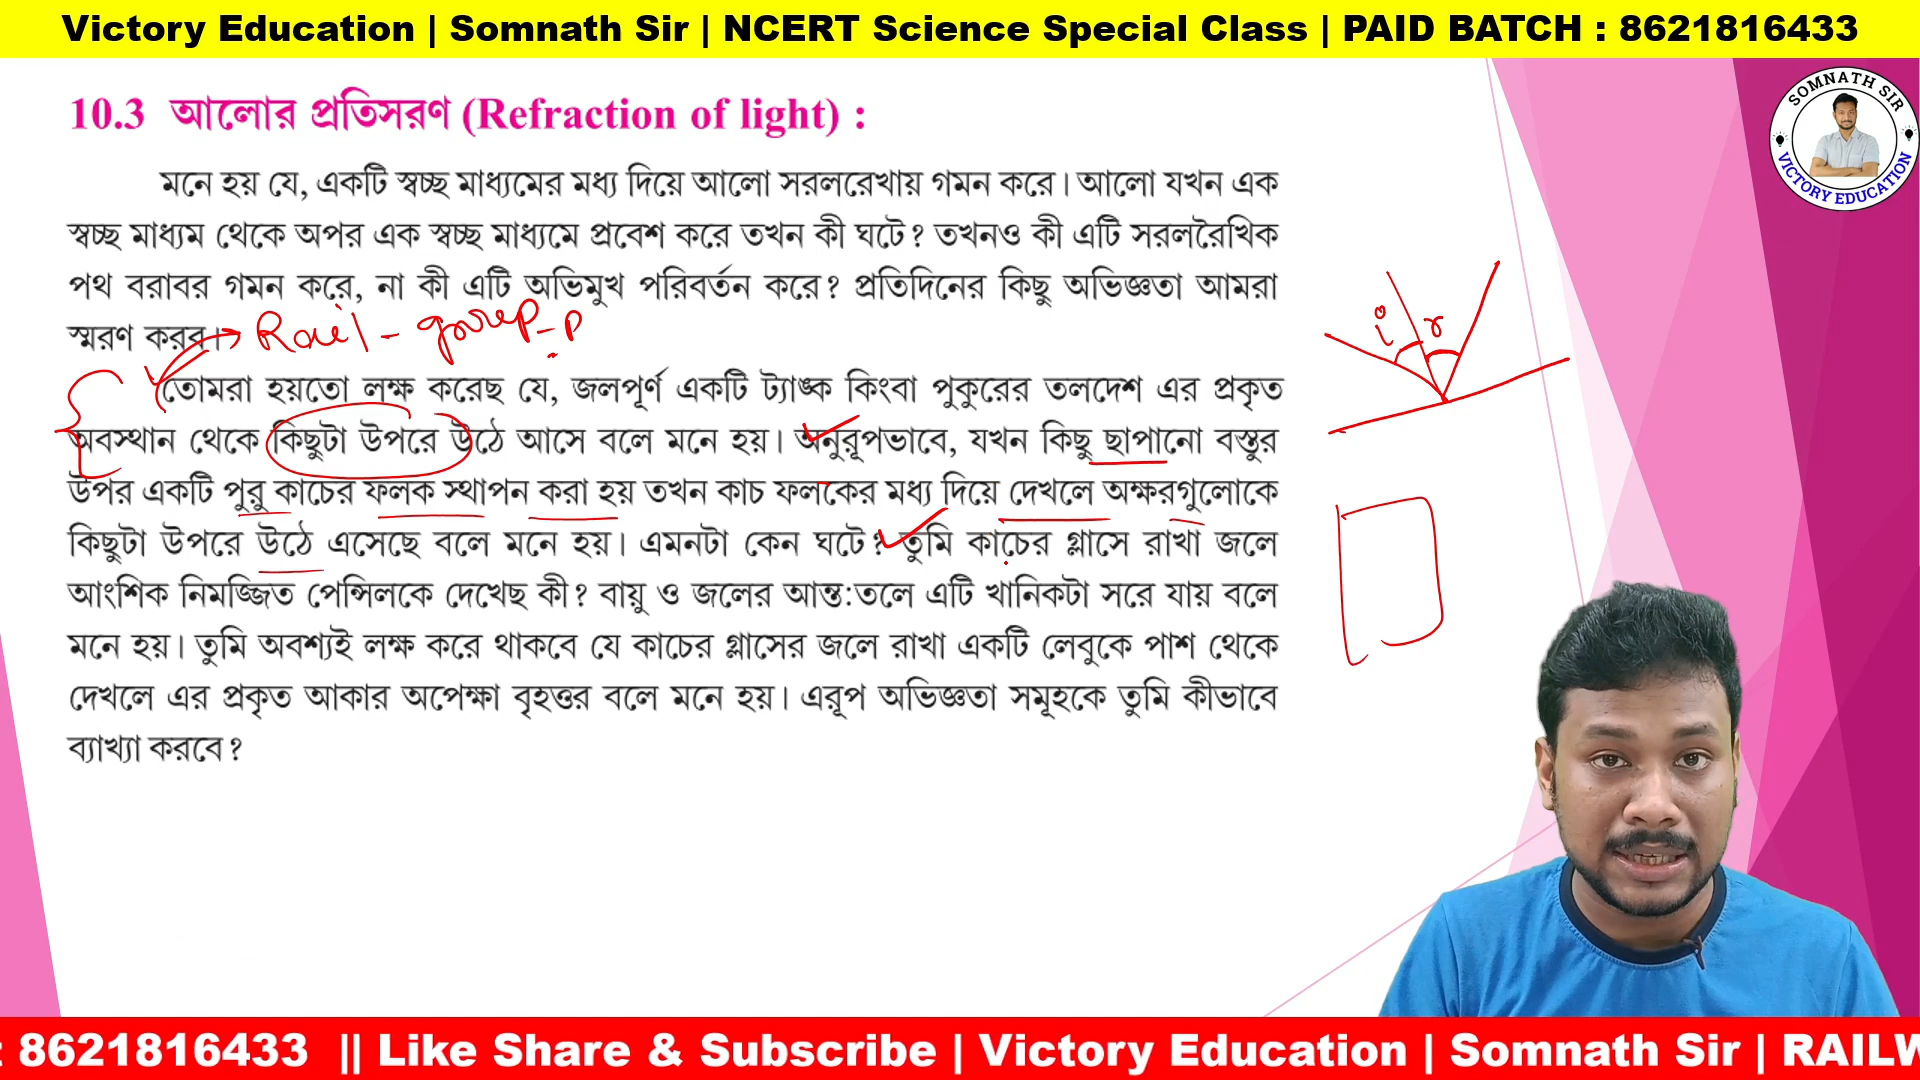 Victory Education | Somnath Sir | NCERT Science Special Class | PAID BATCH : 8621816433
SOMNATH SIR
VICTORY EDUCATION
10.3 আলোর প্রতিসরণ (Refraction of light) :
মনে হয় যে, একটি স্বচ্ছ মাধ্যমের মধ্য দিয়ে আলো সরলরেখায় গমন করে। আলো যখন এক
স্বচ্ছ মাধ্যম থেকে অপর এক স্বচ্ছ মাধ্যমে প্রবেশ করে তখন কী ঘটে? তখনও কী এটি সরলরৈখিক
পথ বরাবর গমন করে, না কী এটি অভিমুখ পরিবর্তন করে? প্রতিদিনের কিছু অভিজ্ঞতা আমরা
স্মরণ করব।
Rail - group - D
i r
তোমরা হয়তো লক্ষ করেছ যে, জলপূর্ণ একটি ট্যাঙ্ক কিংবা পুকুরের তলদেশ এর প্রকৃত
অবস্থান থেকে কিছুটা উপরে উঠে আসে বলে মনে হয়। অনুরূপভাবে, যখন কিছু ছাপানো বস্তুর
উপর একটি পুরু কাচের ফলক স্থাপন করা হয় তখন কাচ ফলকের মধ্য দিয়ে দেখলে অক্ষরগুলোকে
কিছুটা উপরে উঠে এসেছে বলে মনে হয়। এমনটা কেন ঘটে? তুমি কাচের গ্লাসে রাখা জলে
আংশিক নিমজ্জিত পেন্সিলকে দেখেছ কী? বায়ু ও জলের আন্ত:তলে এটি খানিকটা সরে যায় বলে
মনে হয়। তুমি অবশ্যই লক্ষ করে থাকবে যে কাচের গ্লাসের জলে রাখা একটি লেবুকে পাশ থেকে
দেখলে এর প্রকৃত আকার অপেক্ষা বৃহত্তর বলে মনে হয়। এরূপ অভিজ্ঞতা সমূহকে তুমি কীভাবে
ব্যাখ্যা করবে?
: 8621816433 || Like Share & Subscribe | Victory Education | Somnath Sir | RAILW